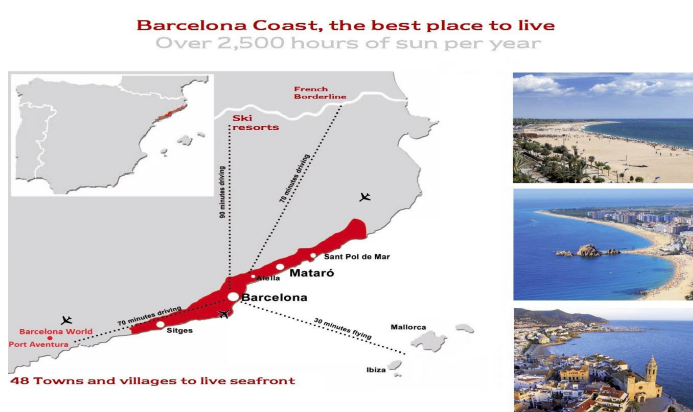 Barcelona Coast, the best place to live
Over 2,500 hours of sun per year
French
Borderline
Ski
resorts
90 minutes driving
70 minutes driving
Sant Pol de Mar
Mataró
Alella
Barcelona
70 minutes driving
Barcelona World
Port Aventura
Sitges
30 minutes flying
Mallorca
Ibiza
48 Towns and villages to live seafront